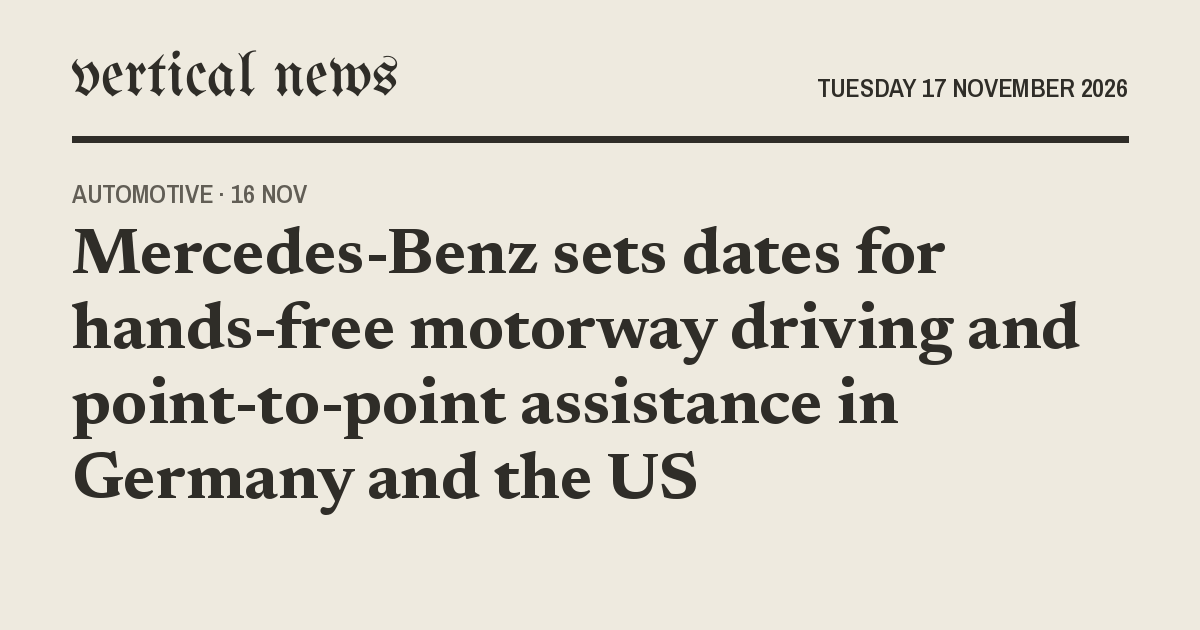 vertical news
TUESDAY 17 NOVEMBER 2026
AUTOMOTIVE · 16 NOV
Mercedes-Benz sets dates for
hands-free motorway driving and
point-to-point assistance in
Germany and the US